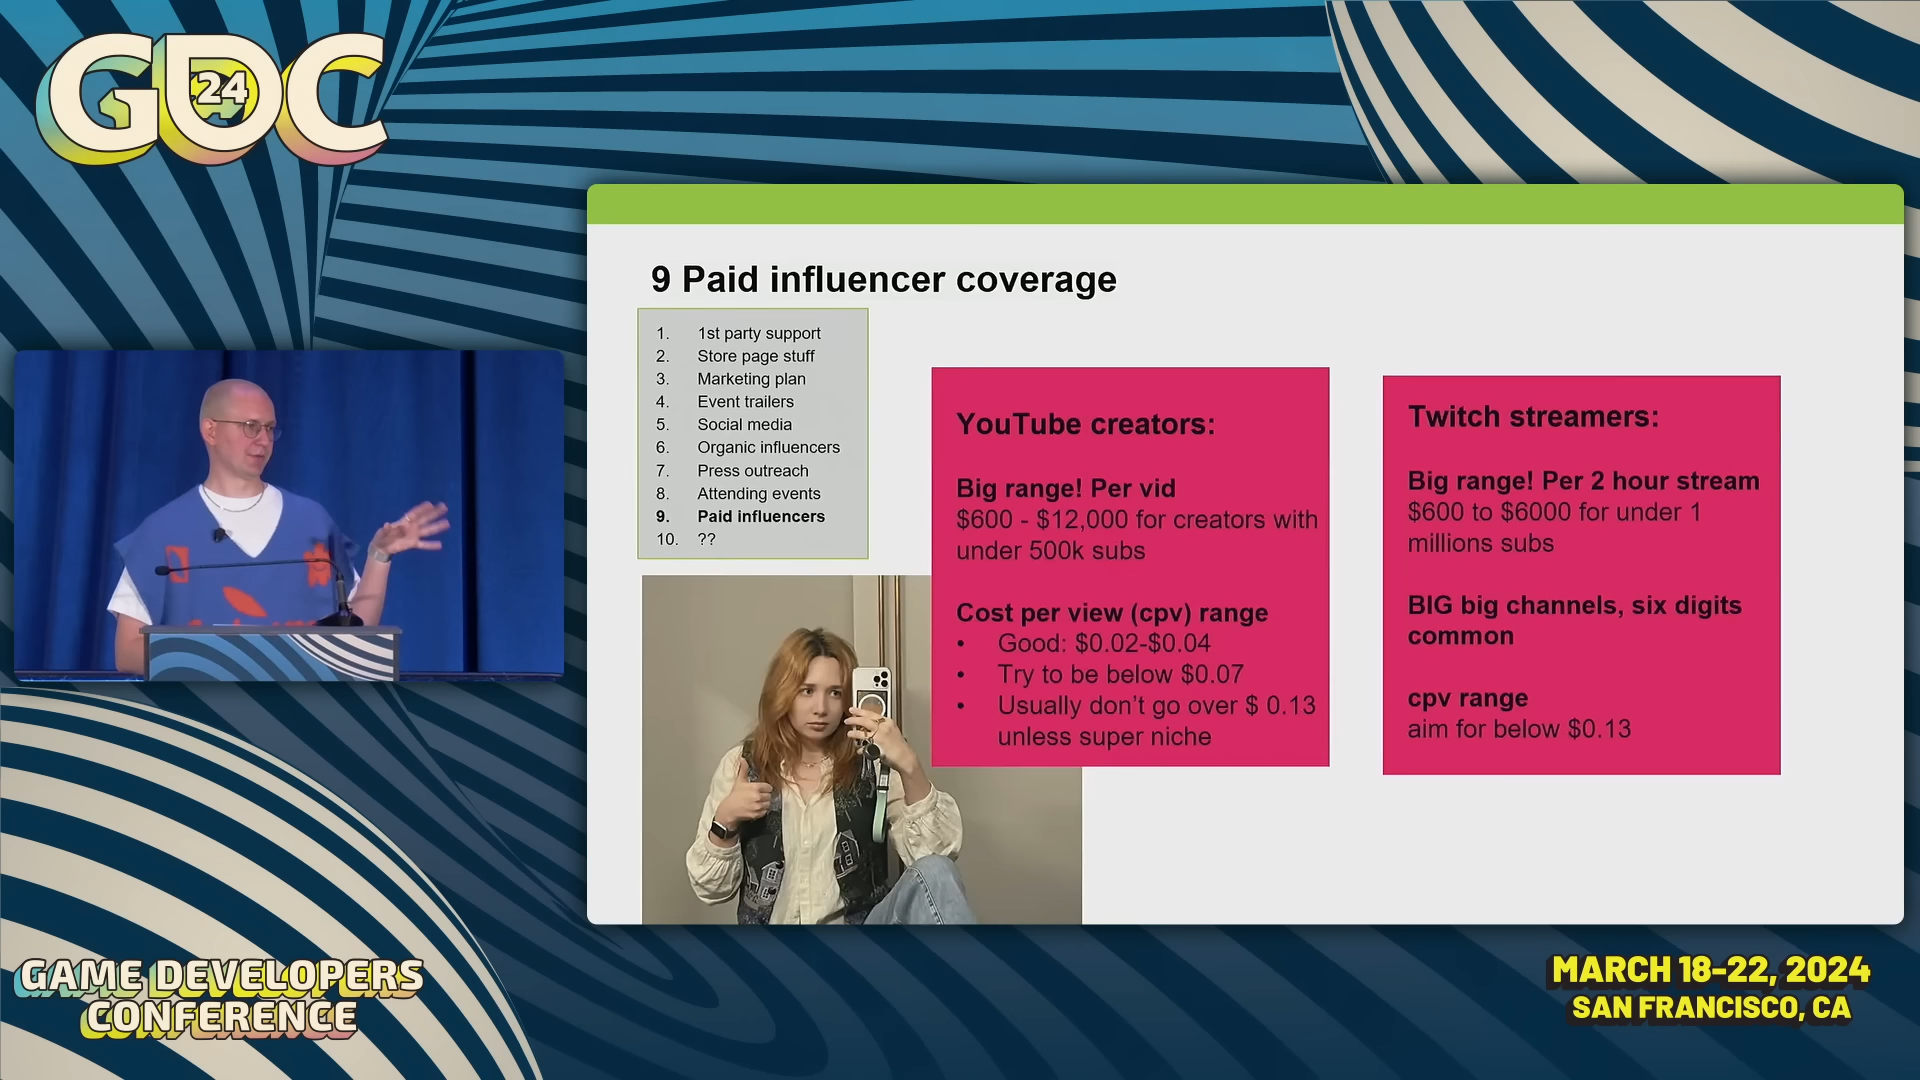 GDC
24
9 Paid influencer coverage
1. 1st party support
2. Store page stuff
3. Marketing plan
4. Event trailers
5. Social media
6. Organic influencers
7. Press outreach
8. Attending events
9. Paid influencers
10. ??
YouTube creators:
Big range! Per vid
$600 - $12,000 for creators with
under 500k subs
Cost per view (cpv) range
• Good: $0.02-$0.04
• Try to be below $0.07
• Usually don’t go over $ 0.13
unless super niche
Twitch streamers:
Big range! Per 2 hour stream
$600 to $6000 for under 1
millions subs
BIG big channels, six digits
common
cpv range
aim for below $0.13
GAME DEVELOPERS
CONFERENCE
MARCH 18-22, 2024
SAN FRANCISCO, CA